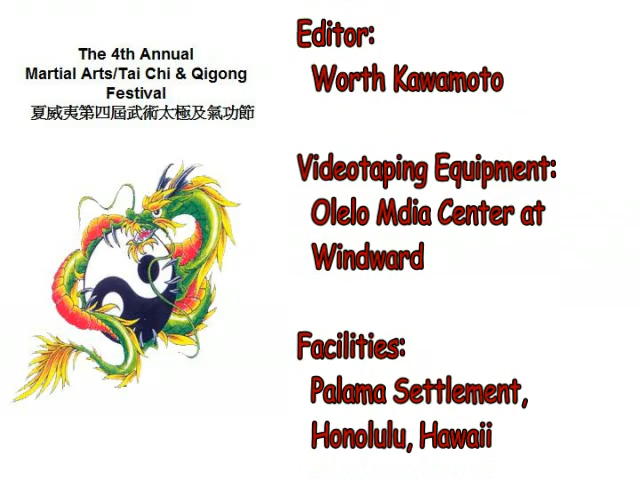 The 4th Annual
Martial Arts/Tai Chi & Qigong
Festival
夏威夷第四屆武術太極及氣功節
Editor:
Worth Kawamoto
Videotaping Equipment:
Olelo Mdia Center at
Windward
Facilities:
Palama Settlement,
Honolulu, Hawaii